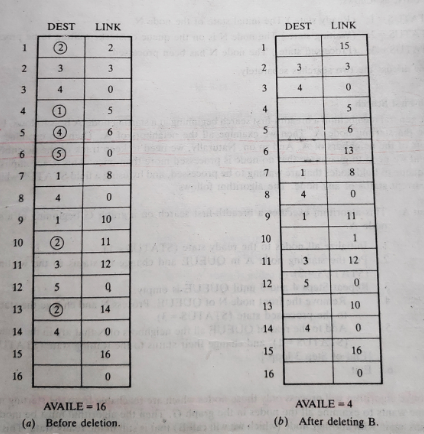 DEST LINK
1 ② 2
2 3 3
3 4 0
4 ① 5
5 ④ 6
6 ⑤ 0
7 1 8
8 4 0
9 1 10
10 ② 11
11 3 12
12 5 0
13 ② 14
14 4 0
15 16
16 0
AVAILE = 16
(a) Before deletion.
DEST LINK
1 15
2 3 3
3 4 0
4 5
5 6
6 13
7 1 8
8 4 0
9 1 11
10 1
11 3 12
12 5 0
13 10
14 4 0
15 16
16 0
AVAILE = 4
(b) After deleting B.